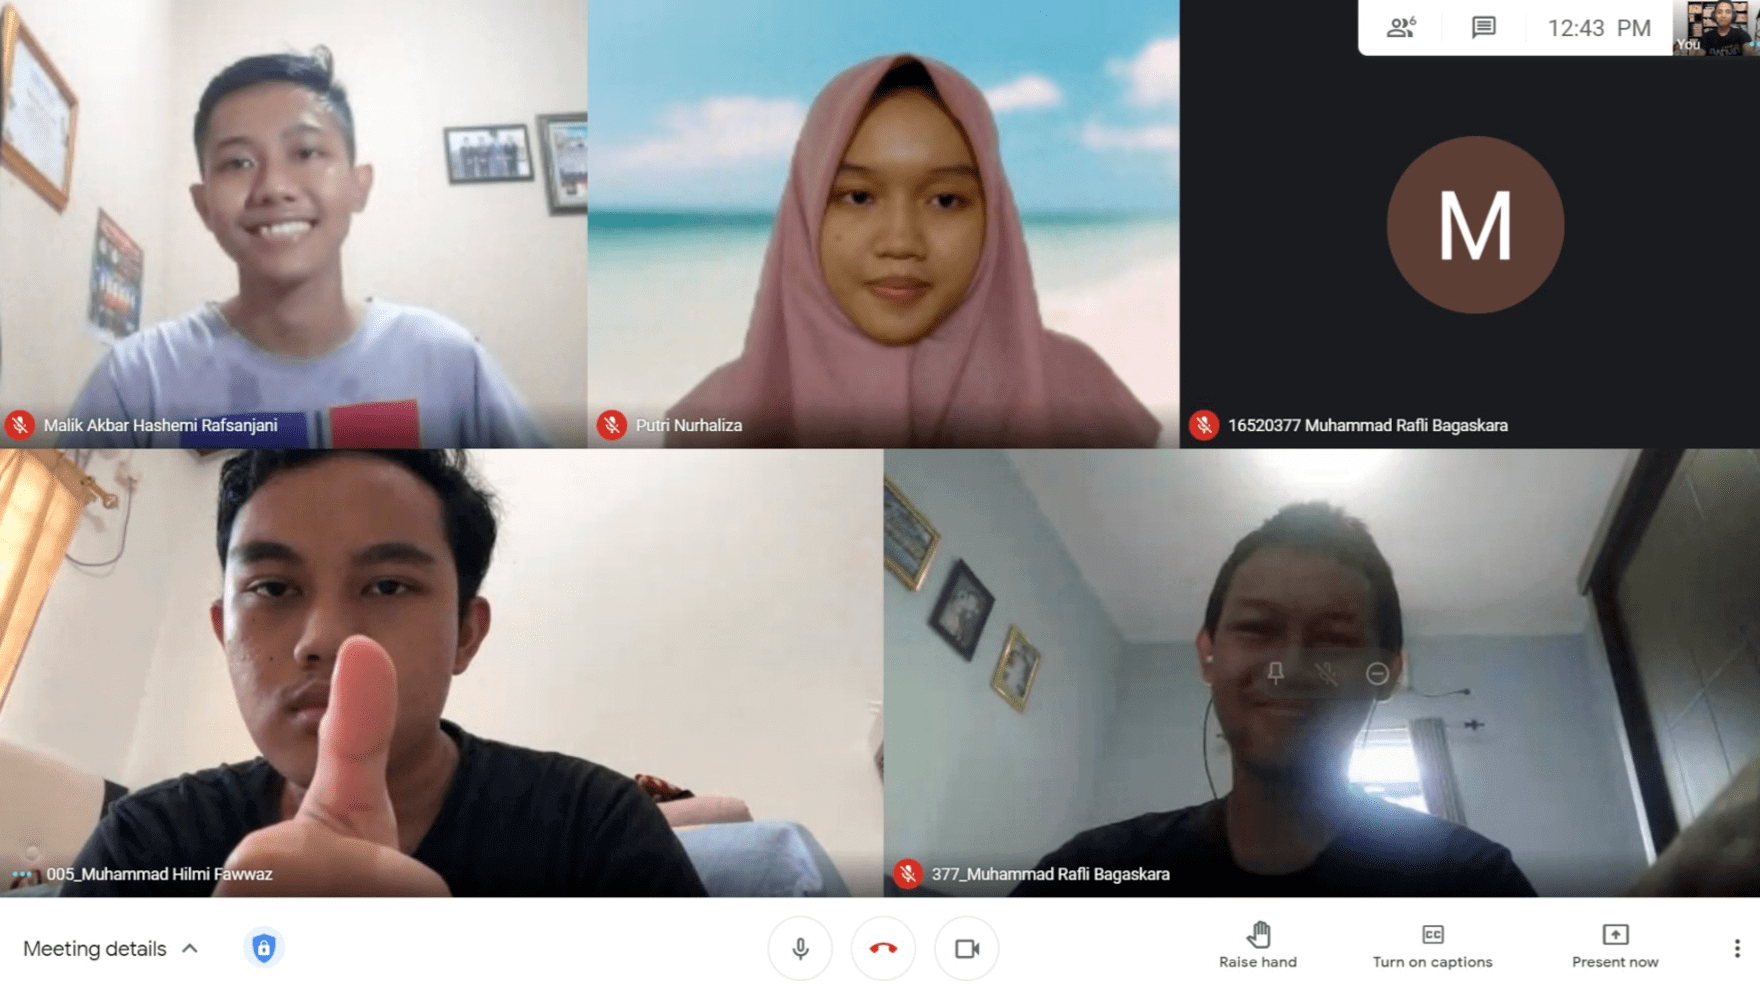 6
12:43 PM
You
M
Malik Akbar Hashemi Rafsanjani
Putri Nurhaliza
16520377 Muhammad Rafli Bagaskara
005_Muhammad Hilmi Fawwaz
377_Muhammad Rafli Bagaskara
Meeting details
CC
Raise hand
Turn on captions
Present now